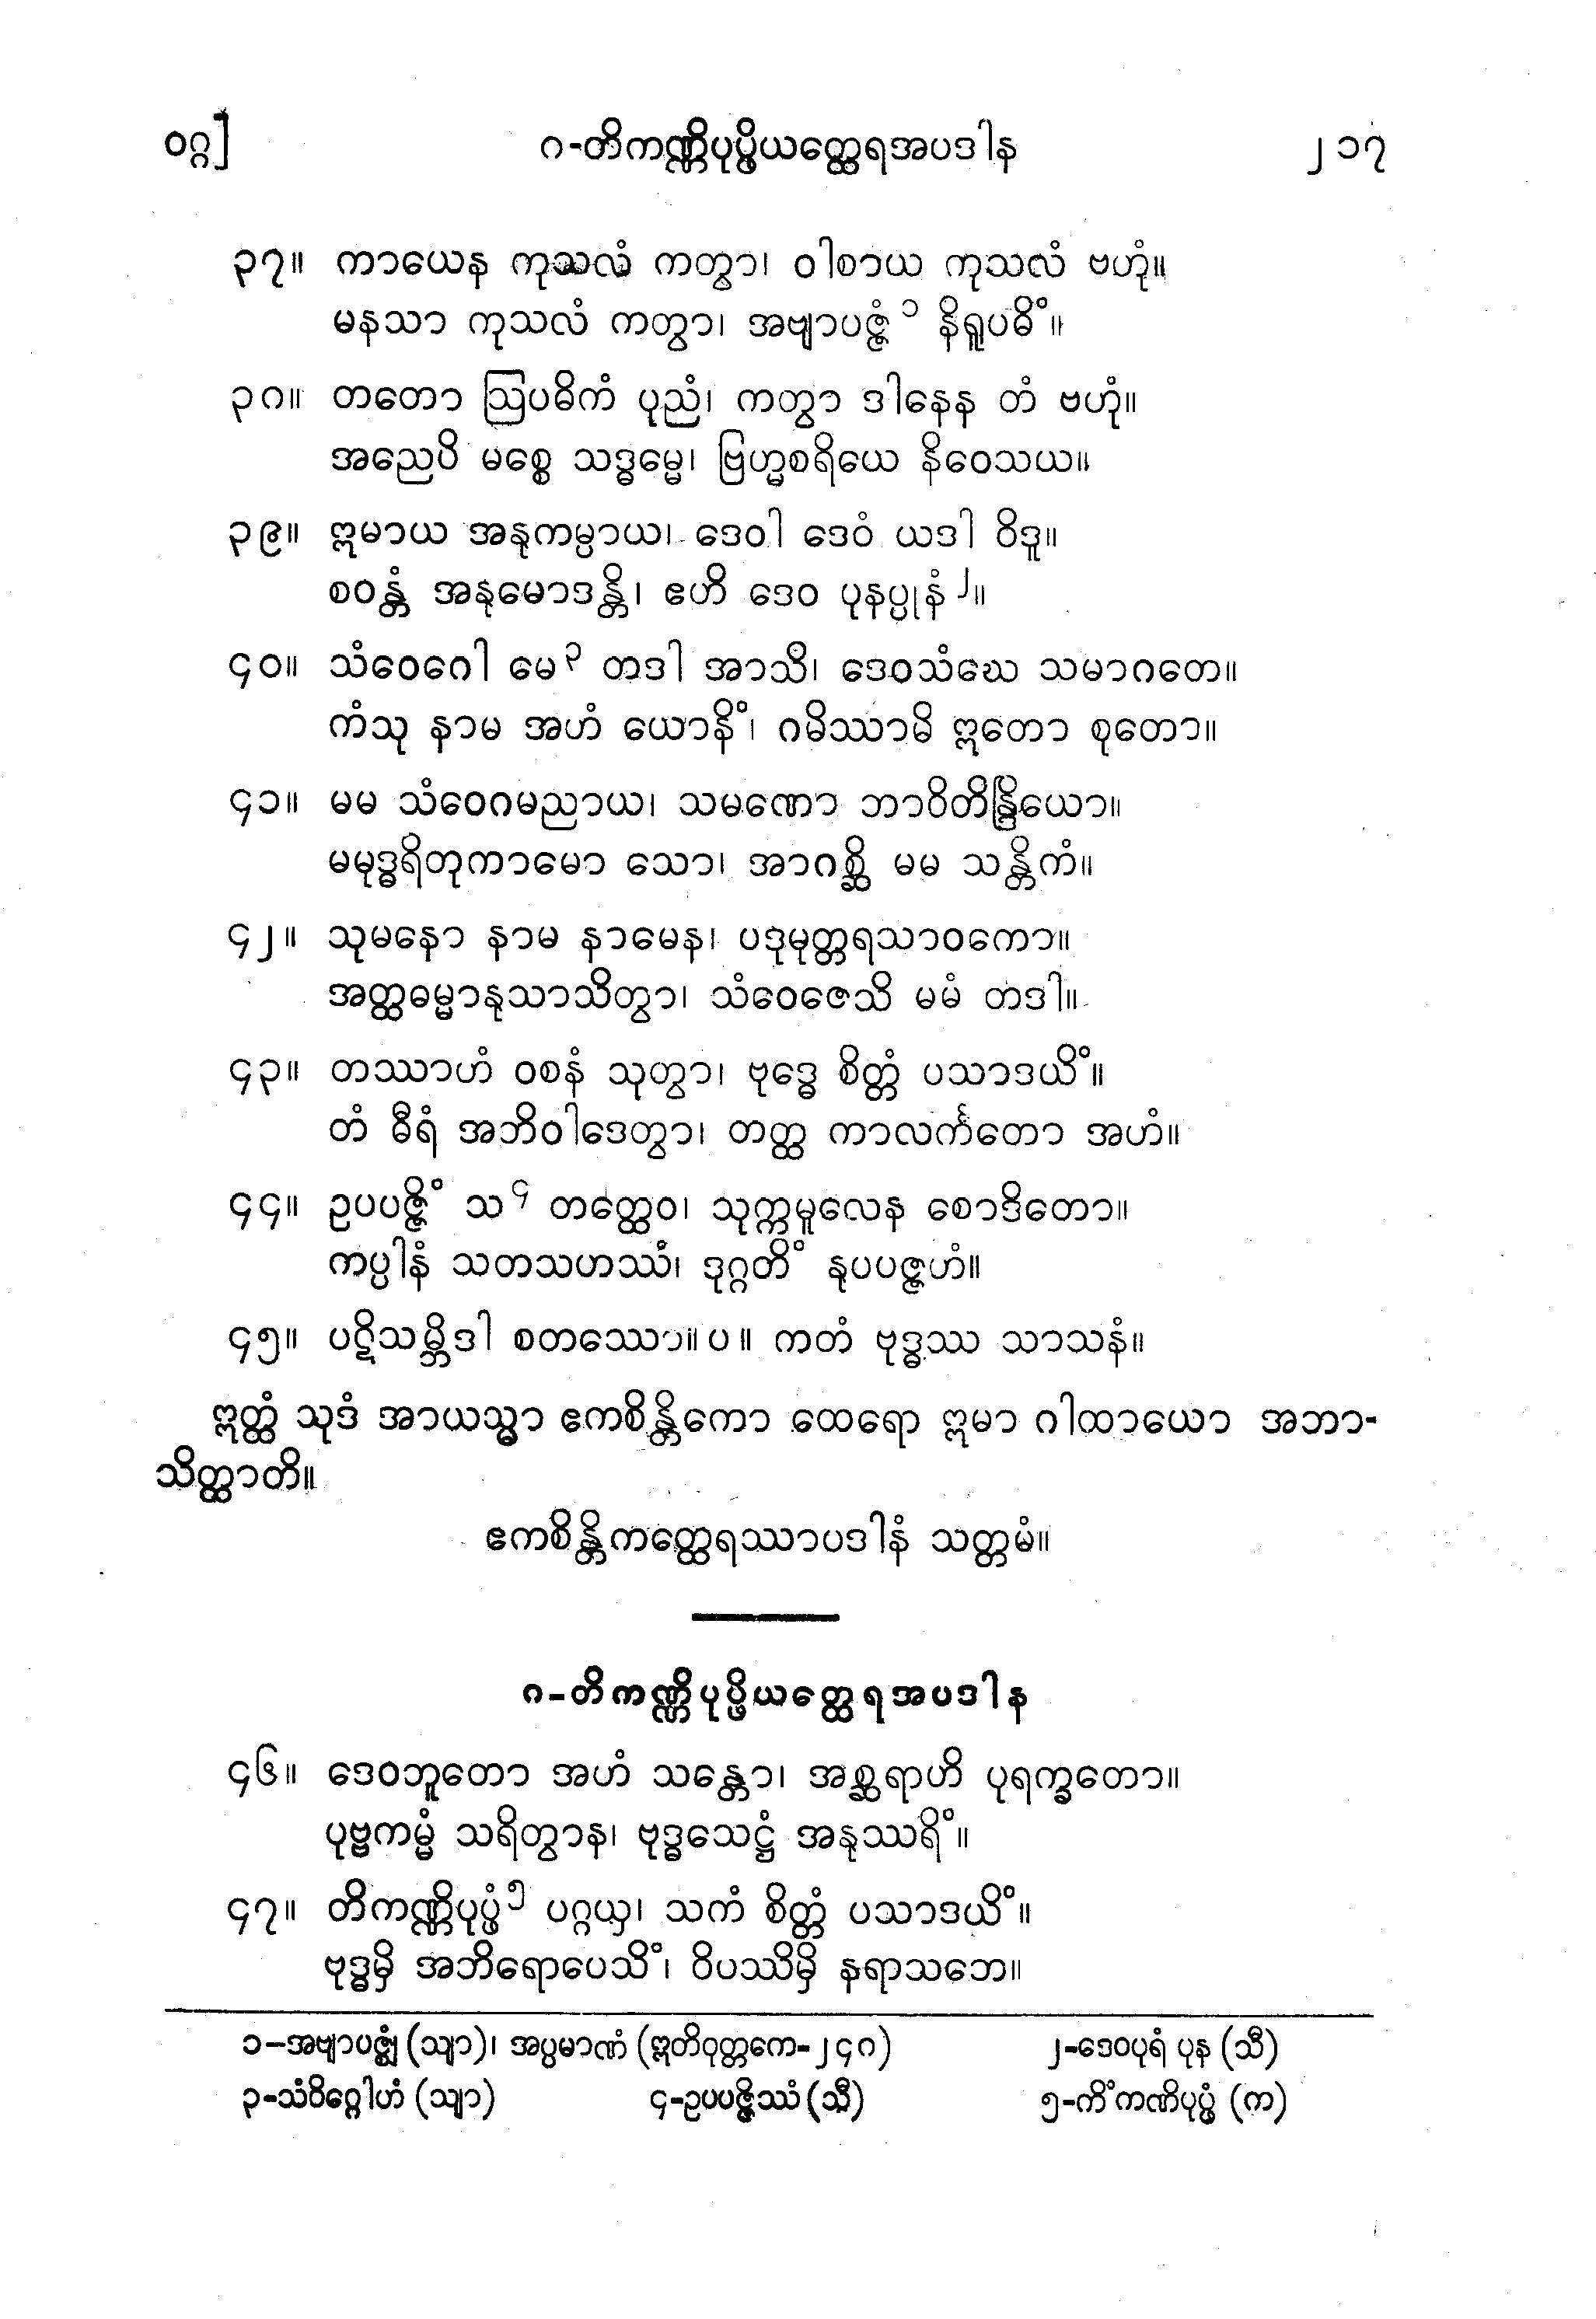 ဝဂ္ဂ]
၈-တိကဏ္ဏိပုပ္ဖိယတ္ထေရအပဒါန
၂၁၇
၃၇။ ကာယေန ကုသလံ ကတွာ၊ ဝါစာယ ကုသလံ ဗဟုံ။
မနသာ ကုသလံ ကတွာ၊ အဗျာပဇ္ဇံ ၁ နိရူပဓိံ။
၃၈။ တတော ဩပဓိကံ ပုညံ၊ ကတွာ ဒါနေန တံ ဗဟုံ။
အညေပိ မစ္စေ သဒ္ဓမ္မေ၊ ဗြဟ္မစရိယေ နိဝေသယ။
၃၉။ ဣမာယ အနုကမ္ပာယ၊ ဒေဝါ ဒေဝံ ယဒါ ဝိဒူ။
စဝန္တံ အနုမောဒန္တိ၊ ဧဟိ ဒေဝ ပုနပ္ပုနံ ၂။
၄၀။ သံဝေဂေါ မေ ၃ တဒါ အာသိ၊ ဒေဝသံဃေ သမာဂတေ။
ကံသု နာမ အဟံ ယောနိံ၊ ဂမိဿာမိ ဣတော စုတော။
၄၁။ မမ သံဝေဂမညာယ၊ သမဏော ဘာဝိတိန္ဒြိယော။
မမုဒ္ဓရိတုကာမော သော၊ အာဂစ္ဆိ မမ သန္တိကံ။
၄၂။ သုမနော နာမ နာမေန၊ ပဒုမုတ္တရသာဝကော။
အတ္ထဓမ္မာနုသာသိတွာ၊ သံဝေဇေသိ မမံ တဒါ။
၄၃။ တဿာဟံ ဝစနံ သုတွာ၊ ဗုဒ္ဓေ စိတ္တံ ပသာဒယိံ။
တံ ဓီရံ အဘိဝါဒေတွာ၊ တတ္ထ ကာလင်္ကတော အဟံ။
၄၄။ ဥပပဇ္ဇိံ သ ၄ တတ္ထေဝ၊ သုက္ကမူလေန စောဒိတော။
ကပ္ပါနံ သတသဟဿံ၊ ဒုဂ္ဂတိံ နုပပဇ္ဇဟံ။
၄၅။ ပဋိသမ္ဘိဒါ စတဿော။ပ။ ကတံ ဗုဒ္ဓဿ သာသနံ။
ဣတ္ထံ သုဒံ အာယသ္မာ ဧကစိန္တိကော ထေရော ဣမာ ဂါထာယော အဘာ-
သိတ္ထာတိ။
ဧကစိန္တိကတ္ထေရဿာပဒါနံ သတ္တမံ။
၈-တိကဏ္ဏိပုပ္ဖိယတ္ထေရအပဒါန
၄၆။ ဒေဝဘူတော အဟံ သန္တော၊ အစ္ဆရာဟိ ပုရက္ခတော။
ပုဗ္ဗကမ္မံ သရိတွာန၊ ဗုဒ္ဓသေဋ္ဌံ အနုဿရိံ။
၄၇။ တိကဏ္ဏိပုပ္ဖံ ၅ ပဂ္ဂယှ၊ သကံ စိတ္တံ ပသာဒယိံ။
ဗုဒ္ဓမှိ အဘိရောပေသိံ၊ ဝိပဿိမှိ နရာသဘေ။
၁-အဗျာပဇ္ဈံ (သျာ)၊ အပ္ပမာဏံ (ဣတိဝုတ္တကေ-၂၄၈) ၂-ဒေဝပုရံ ပုန (သီ)
၃-သံဝိဂ္ဂေါဟံ (သျာ) ၄-ဥပပဇ္ဇိဿံ (သီ) ၅-ကိံကဏိပုပ္ဖံ (က)